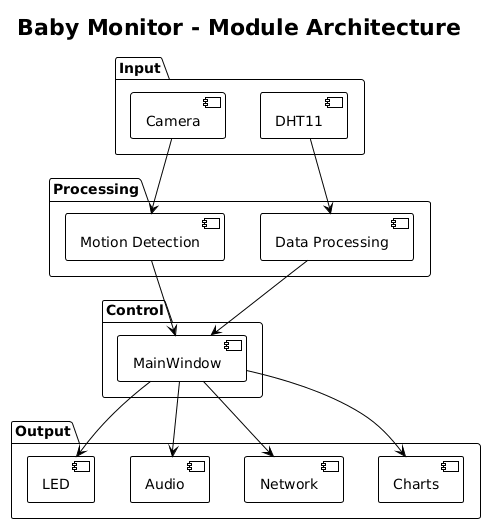 Baby Monitor - Module Architecture
Input
Camera
DHT11
Processing
Motion Detection
Data Processing
Control
MainWindow
Output
LED
Audio
Network
Charts